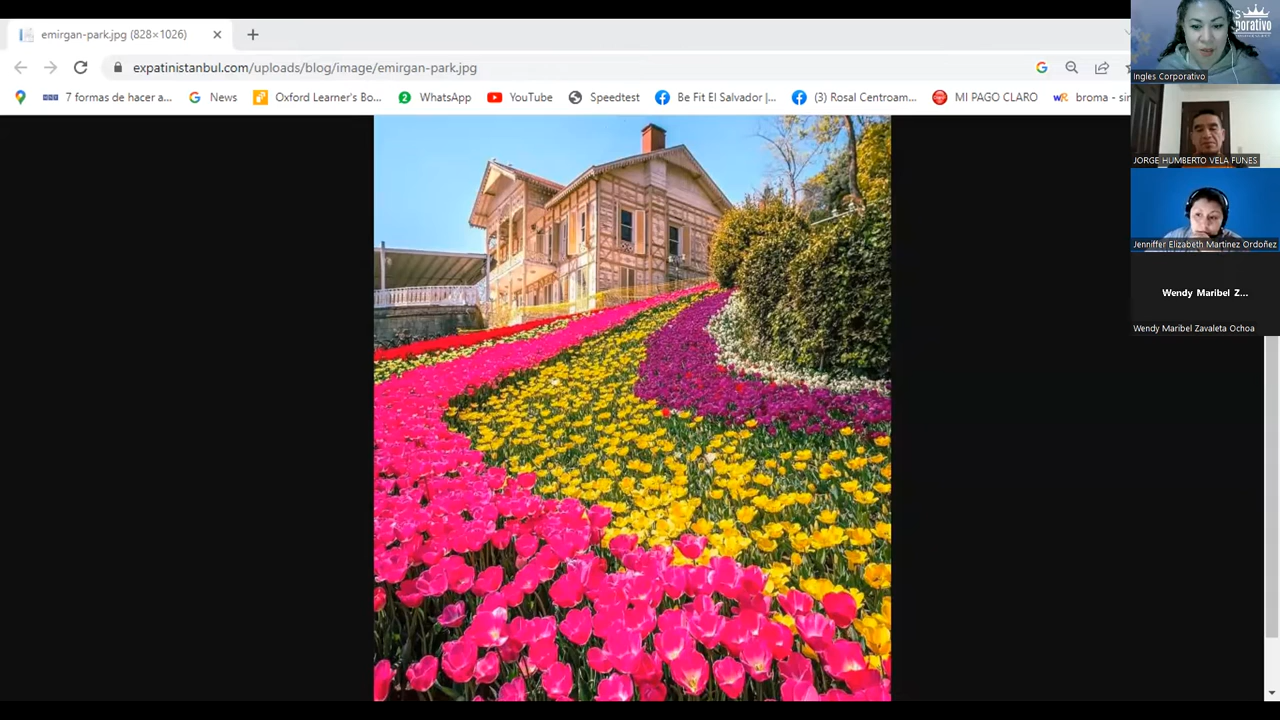 emirgan-park.jpg (828×1026)
expatinistanbul.com/uploads/blog/image/emirgan-park.jpg
7 formas de hacer a...
News
Oxford Learner's Bo...
WhatsApp
YouTube
Speedtest
Be Fit El Salvador |...
(3) Rosal Centroam...
MI PAGO CLARO
broma - sin
Ingles Corporativo
JORGE HUMBERTO VELA FUNES
Jenniffer Elizabeth Martinez Ordoñez
Wendy Maribel Z...
Wendy Maribel Zavaleta Ochoa